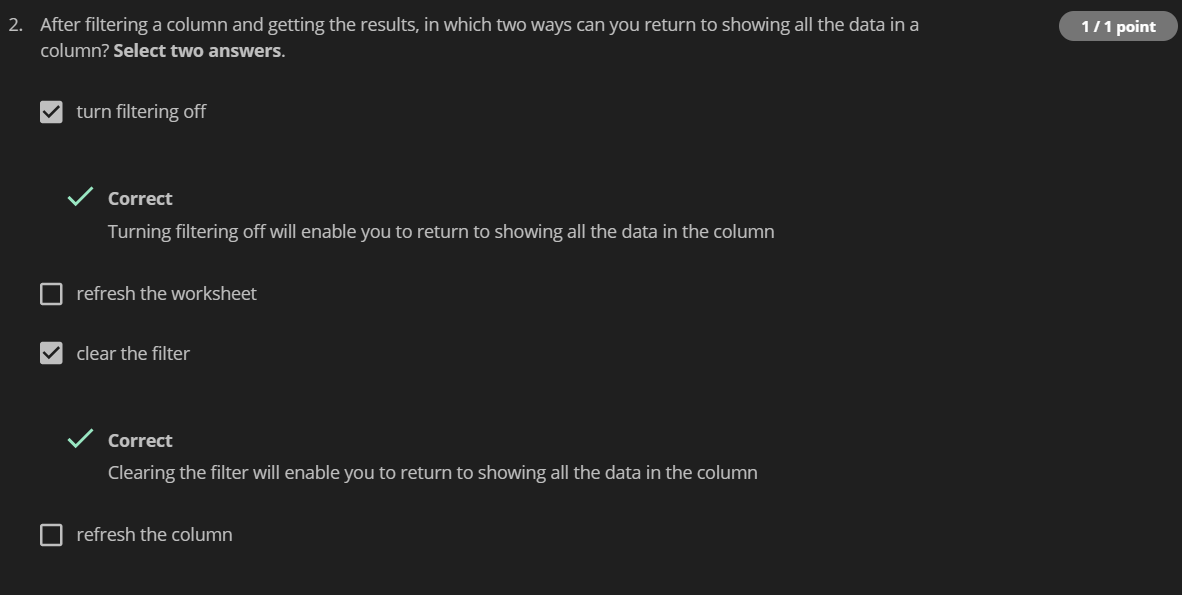 2. After filtering a column and getting the results, in which two ways can you return to showing all the data in a
1 / 1 point
column? Select two answers.
turn filtering off
Correct
Turning filtering off will enable you to return to showing all the data in the column
refresh the worksheet
clear the filter
Correct
Clearing the filter will enable you to return to showing all the data in the column
refresh the column